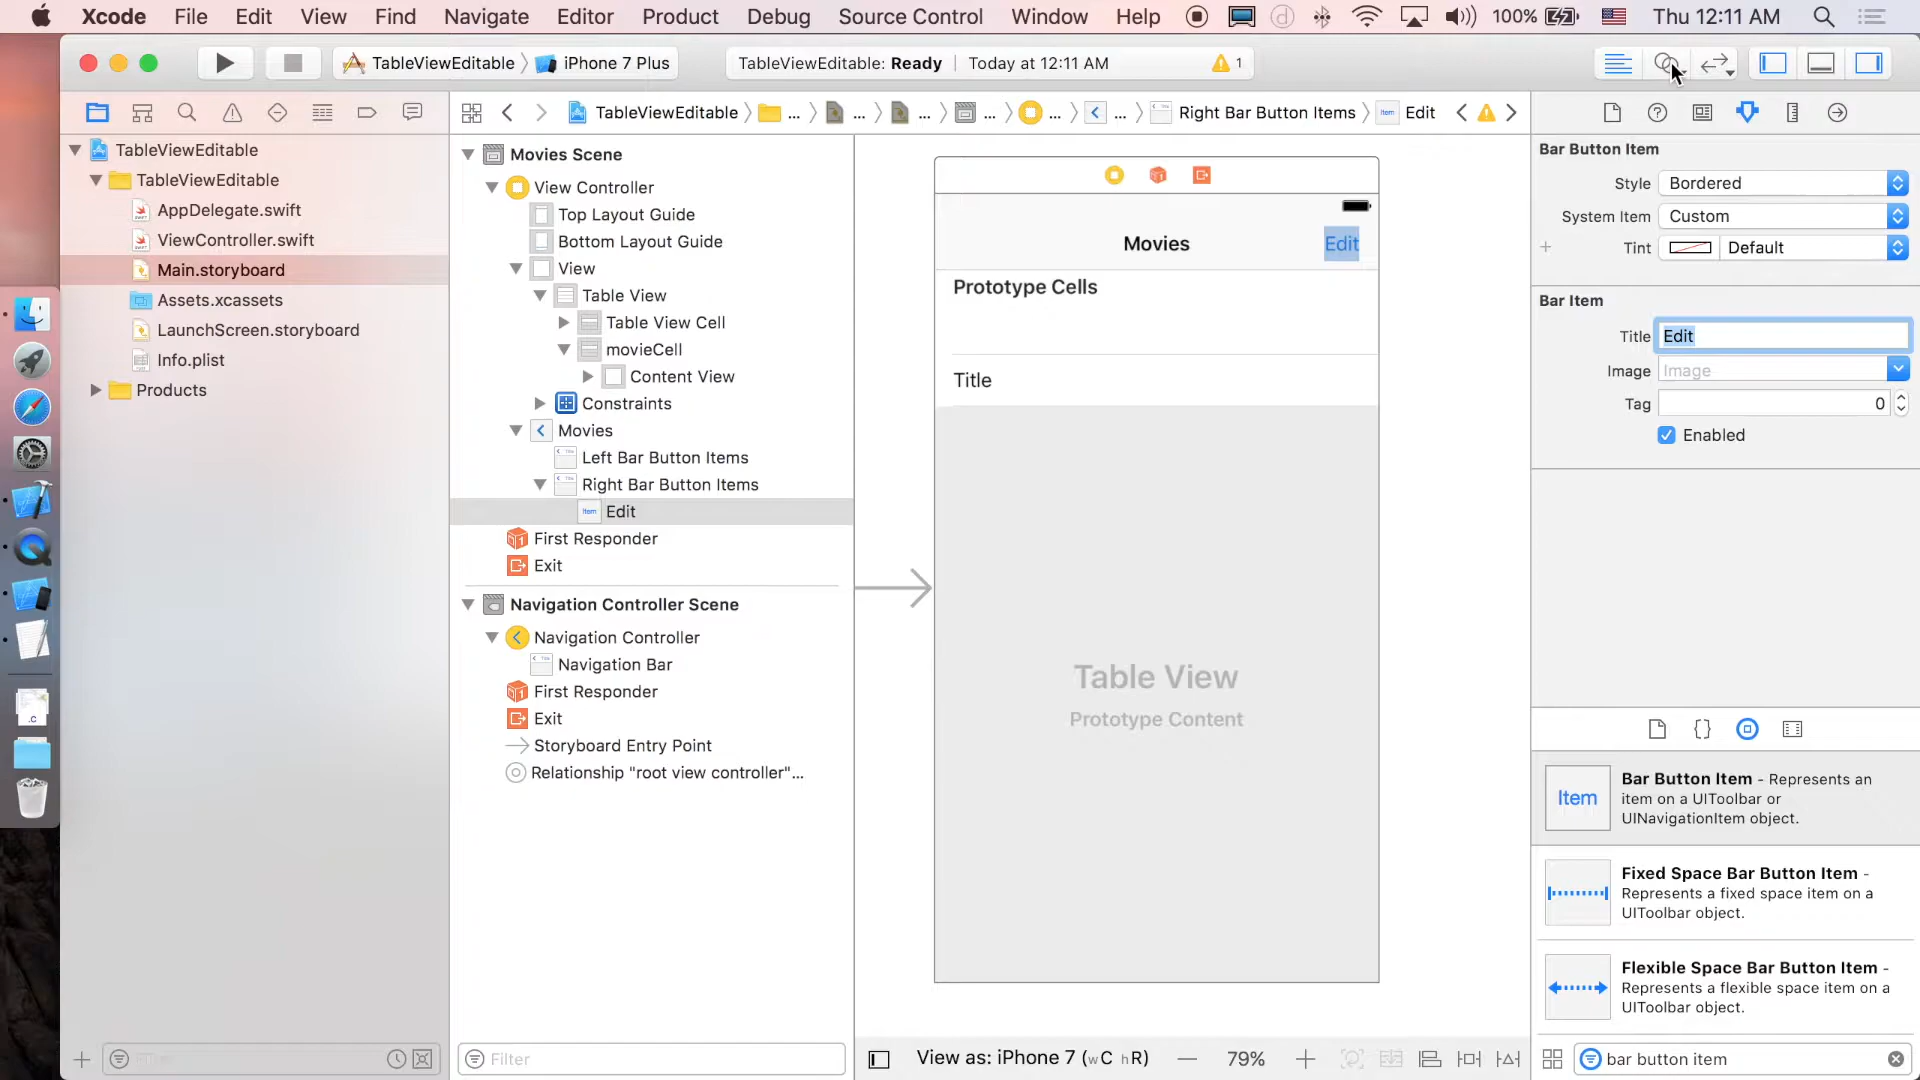 Xcode File Edit View Find Navigate Editor Product Debug Source Control Window Help 100% Thu 12:11 AM
TableViewEditable iPhone 7 Plus TableViewEditable: Ready Today at 12:11 AM 1
TableViewEditable ... ... ... ... ... ... Right Bar Button Items Item Edit
TableViewEditable
TableViewEditable
AppDelegate.swift
ViewController.swift
Main.storyboard
Assets.xcassets
LaunchScreen.storyboard
Info.plist
Products
Movies Scene
View Controller
Top Layout Guide
Bottom Layout Guide
View
Table View
Table View Cell
movieCell
Content View
Constraints
Movies
Left Bar Button Items
Right Bar Button Items
Item Edit
First Responder
Exit
Navigation Controller Scene
Navigation Controller
Navigation Bar
First Responder
Exit
Storyboard Entry Point
Relationship "root view controller"...
Filter
Movies Edit
Prototype Cells
Title
Table View
Prototype Content
View as: iPhone 7 (wC hR) 79%
Bar Button Item
Style Bordered
System Item Custom
Tint Default
Bar Item
Title Edit
Image Image
Tag 0
Enabled
Item
Bar Button Item - Represents an
item on a UIToolbar or
UINavigationItem object.
Fixed Space Bar Button Item -
Represents a fixed space item on a
UIToolbar object.
Flexible Space Bar Button Item -
Represents a flexible space item on a
UIToolbar object.
bar button item